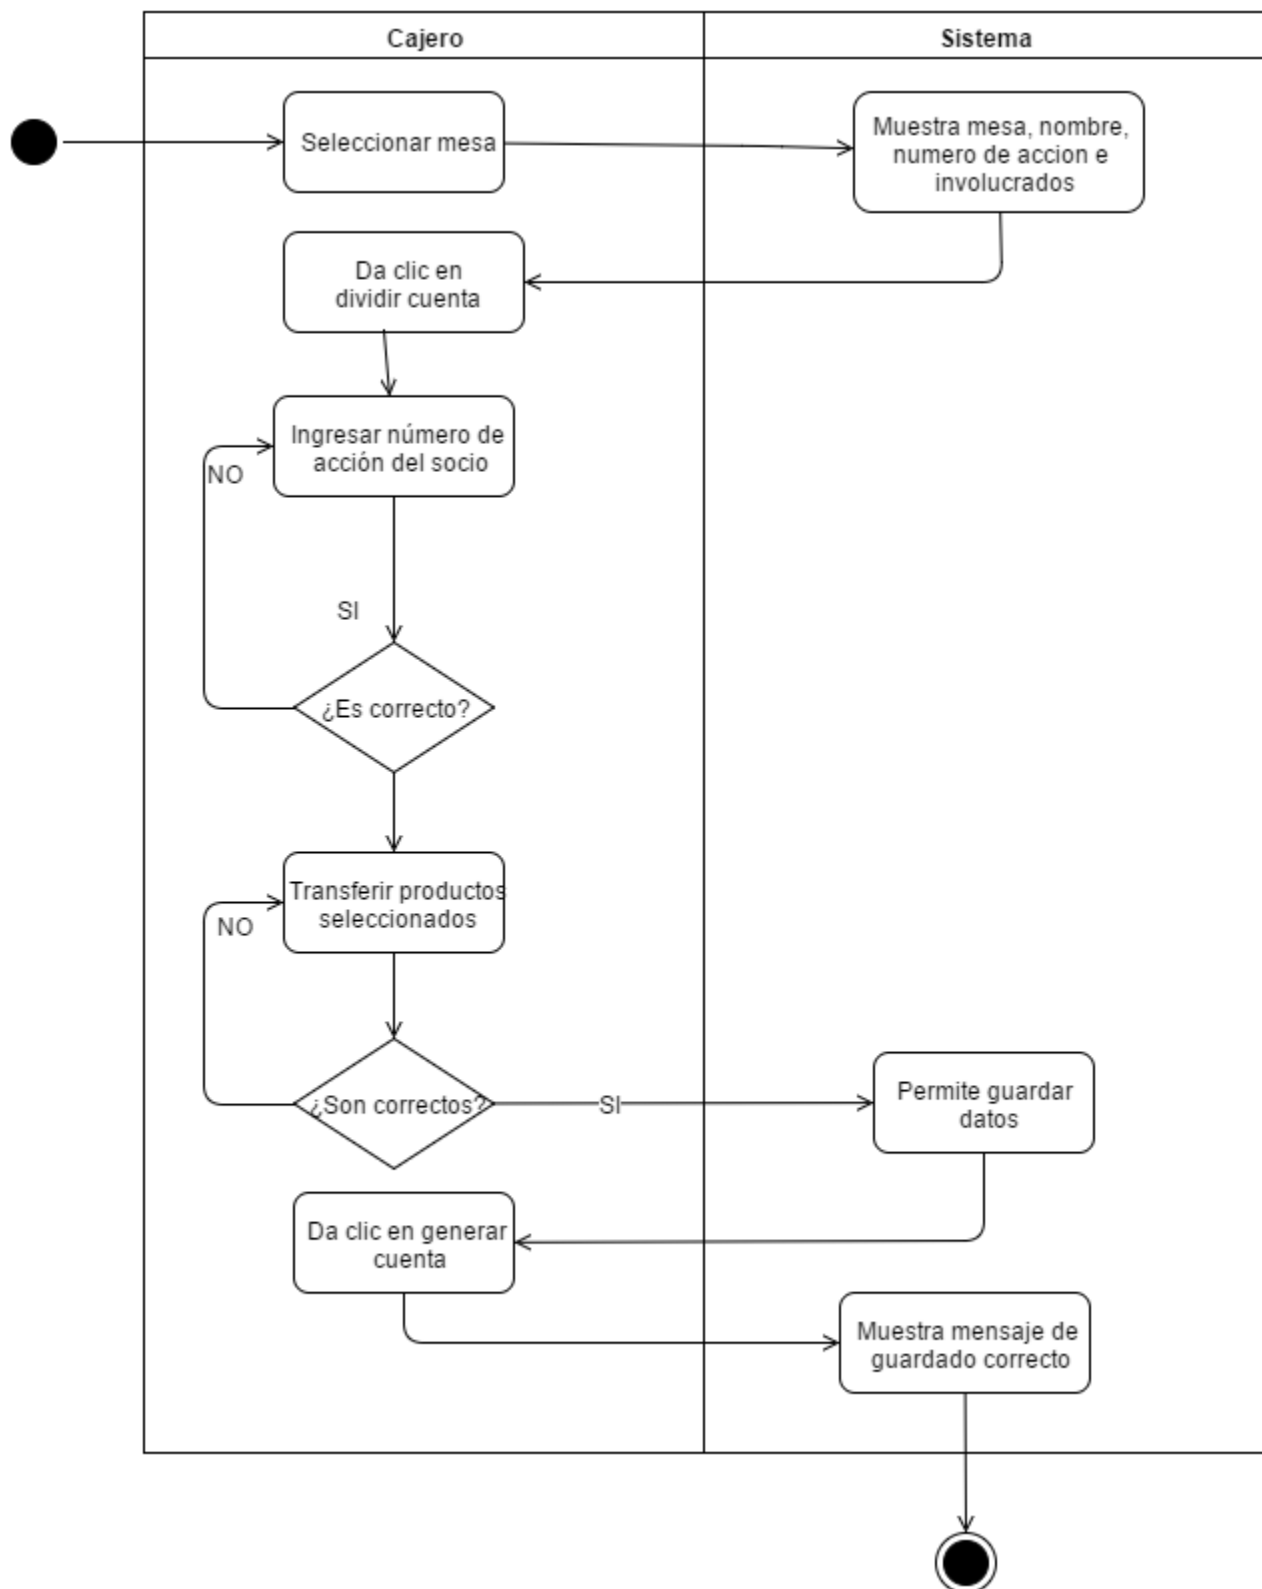 Cajero
Sistema
Seleccionar mesa
Muestra mesa, nombre,
numero de accion e
involucrados
Da clic en
dividir cuenta
Ingresar número de
acción del socio
NO
SI
¿Es correcto?
Transferir productos
seleccionados
NO
¿Son correctos?
SI
Permite guardar
datos
Da clic en generar
cuenta
Muestra mensaje de
guardado correcto